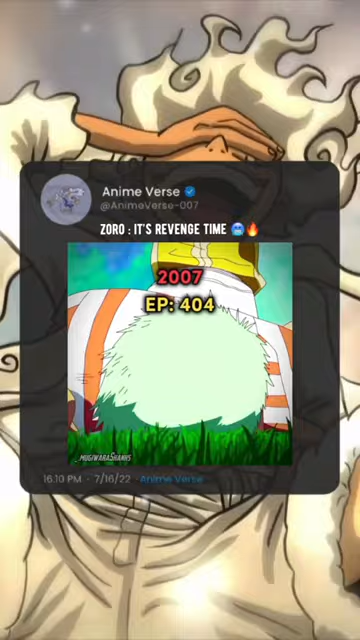 Anime Verse
@AnimeVerse-007
ZORO : IT'S REVENGE TIME 🥶🔥
2007
EP: 404
_MUGIWARASHANHS
16:10 PM · 7/16/22 · Anime Verse